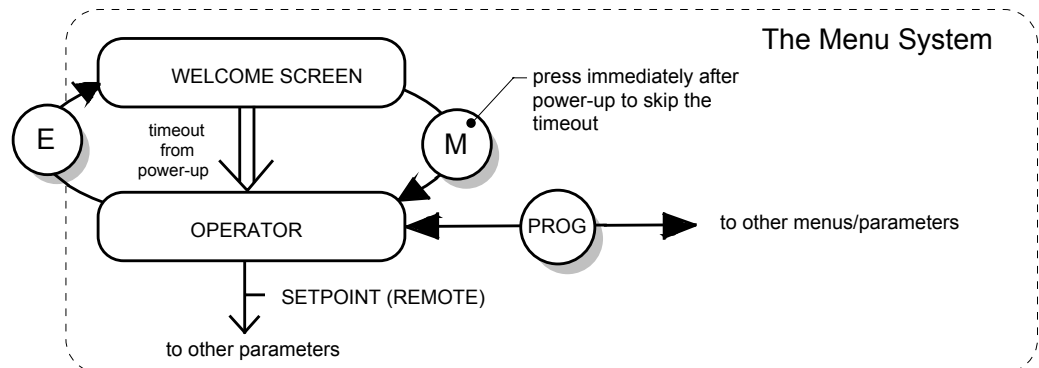 The Menu System
WELCOME SCREEN
press immediately after
power-up to skip the
timeout
E
timeout
from
power-up
M
OPERATOR
PROG
to other menus/parameters
SETPOINT (REMOTE)
to other parameters